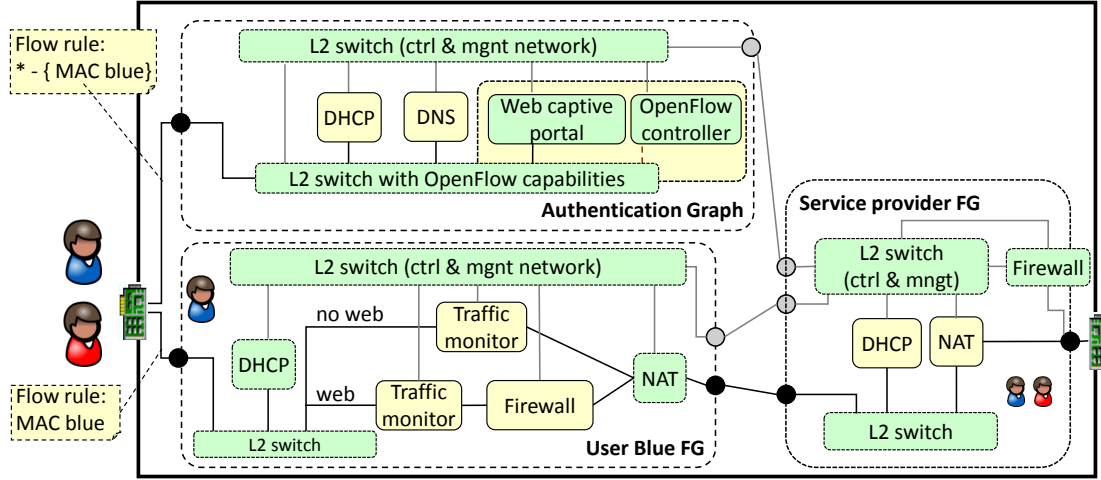 Flow rule:
* - { MAC blue}
L2 switch (ctrl & mgnt network)
DHCP
DNS
Web captive
portal
OpenFlow
controller
L2 switch with OpenFlow capabilities
Authentication Graph
L2 switch (ctrl & mgnt network)
no web
Traffic
monitor
DHCP
web
Traffic
monitor
Firewall
NAT
L2 switch
User Blue FG
Flow rule:
MAC blue
Service provider FG
L2 switch
(ctrl & mngt)
Firewall
DHCP
NAT
L2 switch